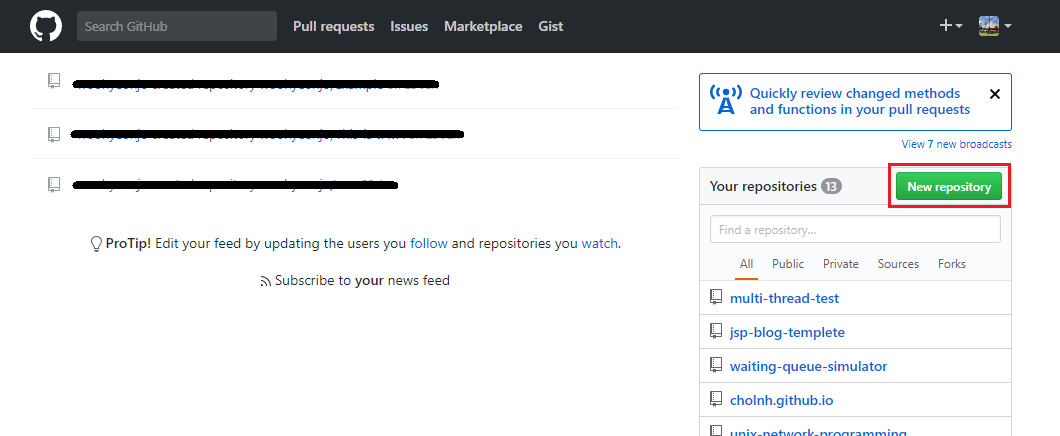 Search GitHub
Pull requests
Issues
Marketplace
Gist
ProTip! Edit your feed by updating the users you follow and repositories you watch.
Subscribe to your news feed
Quickly review changed methods
and functions in your pull requests
View 7 new broadcasts
Your repositories 13
New repository
Find a repository...
All Public Private Sources Forks
multi-thread-test
jsp-blog-templete
waiting-queue-simulator
cholnh.github.io
unix-network-programming